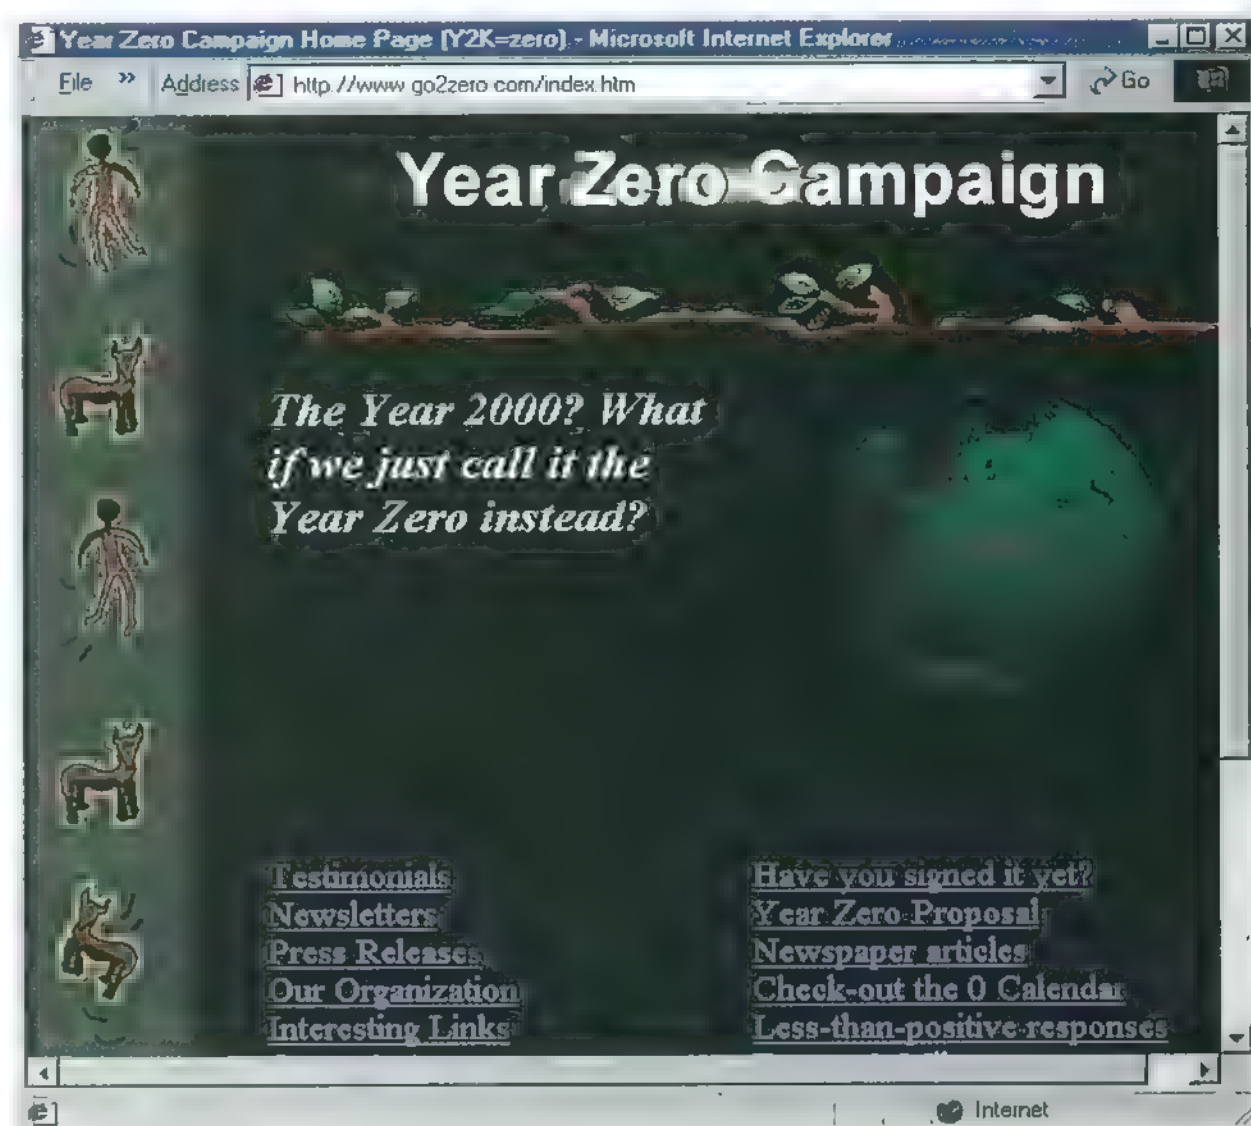 Year Zero Campaign Home Page (Y2K=zero) - Microsoft Internet Explorer
File » Address http://www.go2zero.com/index.htm Go
Year Zero Campaign
The Year 2000? What
if we just call it the
Year Zero instead?
Testimonials
Newsletters
Press Releases
Our Organization
Interesting Links
Have you signed it yet?
Year Zero Proposal
Newspaper articles
Check-out the 0 Calendar
Less-than-positive responses
Internet